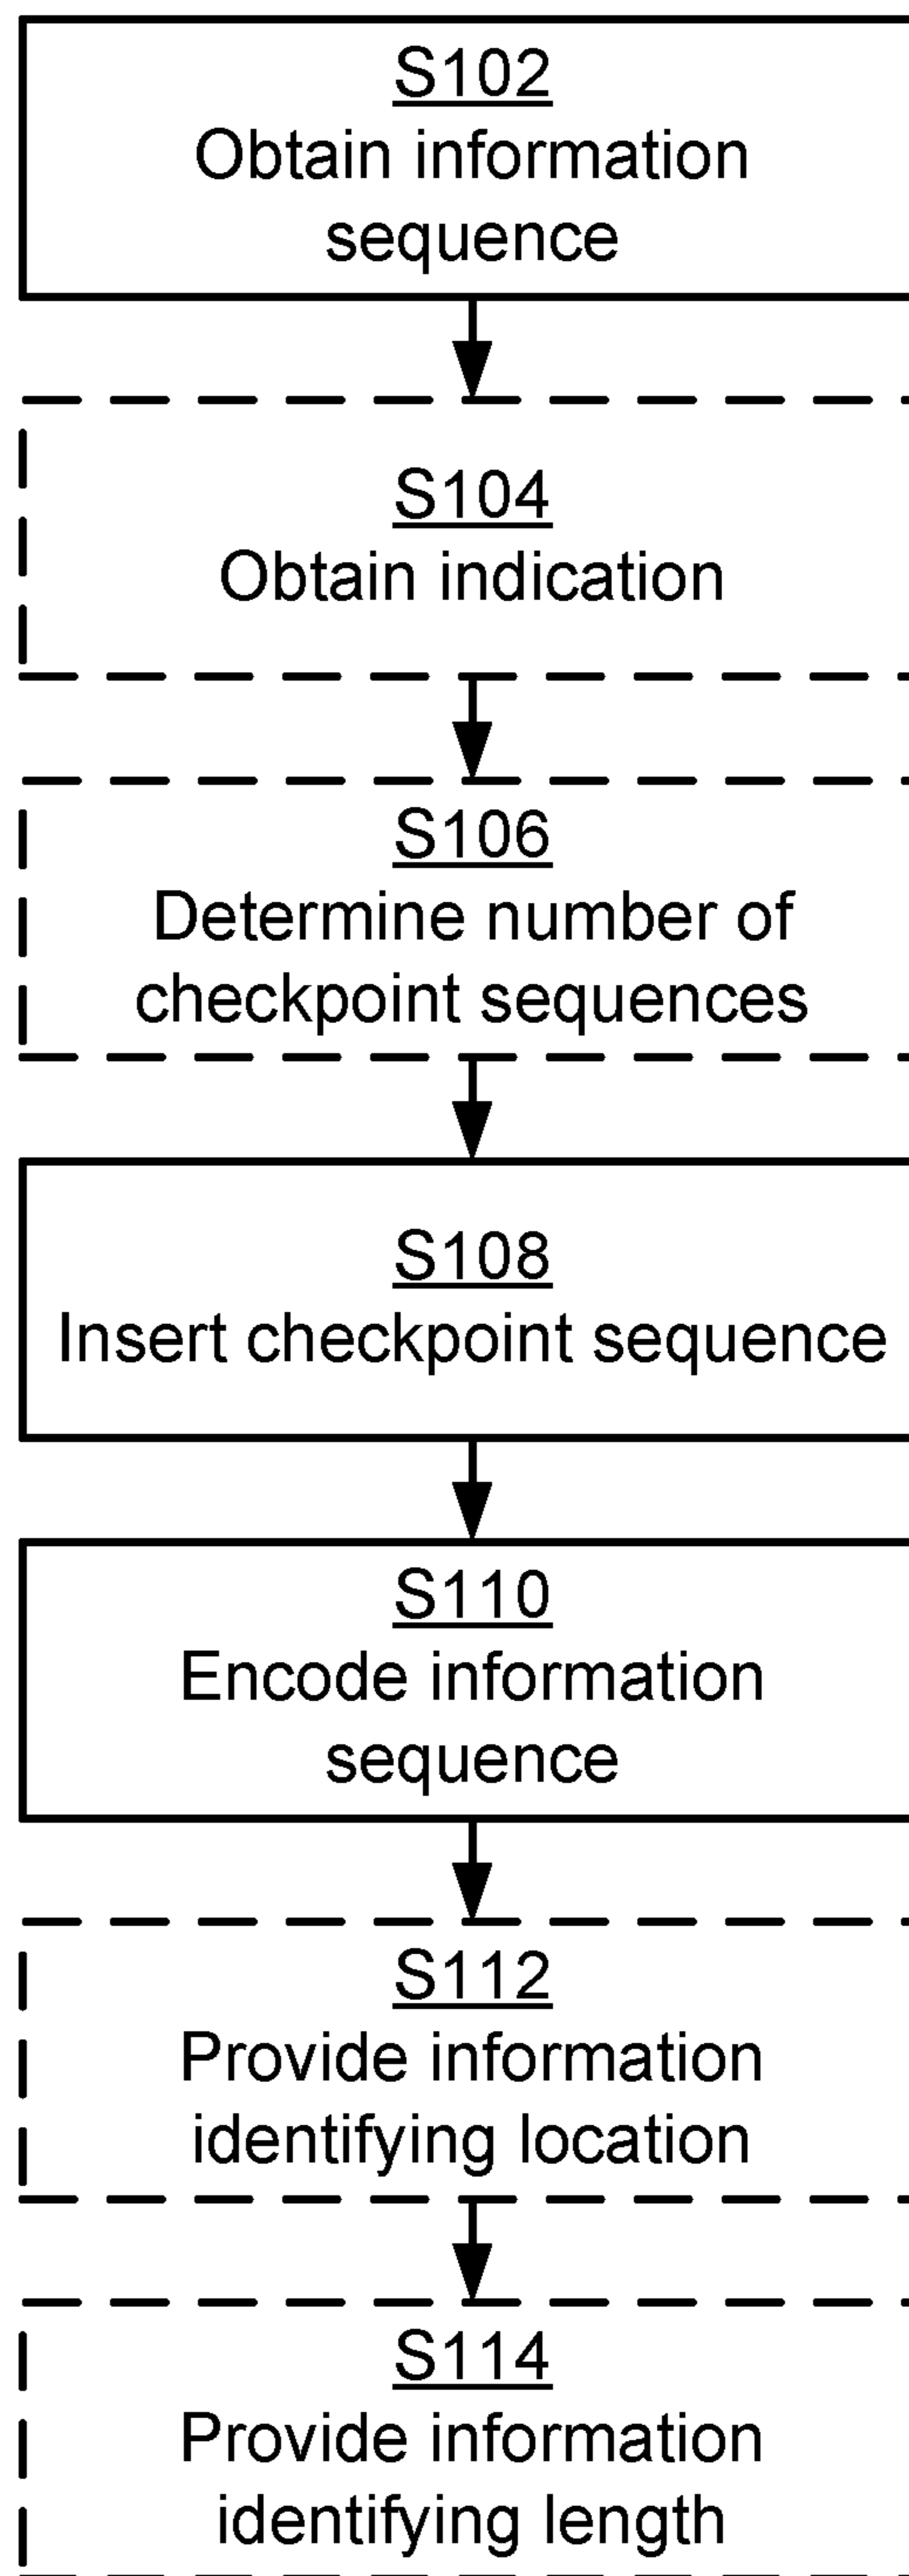 S102
Obtain information
sequence
S104
Obtain indication
S106
Determine number of
checkpoint sequences
S108
Insert checkpoint sequence
S110
Encode information
sequence
S112
Provide information
identifying location
S114
Provide information
identifying length